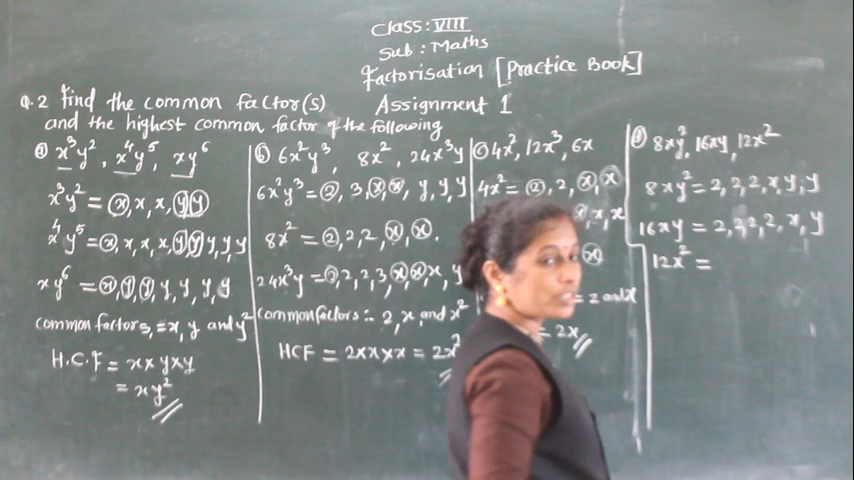 Class: VIII
Sub: Maths
Factorisation [Practice Book]
Assignment 1
Q.2 Find the common factor(s)
and the highest common factor of the following
a) x³y², x⁴y⁵, xy⁶
x³y² = x, x, x, y, y
x⁴y⁵ = x, x, x, x, y, y, y, y, y
xy⁶ = x, y, y, y, y, y, y
common factors, = x, y and y²
H.C.F = x × y × y
= xy²
b) 6x²y³, 8x², 24x³y
6x²y³ = 2, 3, x, x, y, y, y
8x² = 2, 2, 2, x, x.
24x³y = 2, 2, 2, 3, x, x, x, y
common factors :- 2, x, and x²
HCF = 2×x×x = 2x²
c) 4x², 12x³, 6x
4x² = 2, 2, x, x
x, x, x
x
= 2 and x
= 2x
d) 8xy², 16xy, 12x²
8xy² = 2, 2, 2, x, y, y
16xy = 2, 2, 2, 2, x, y
12x² =